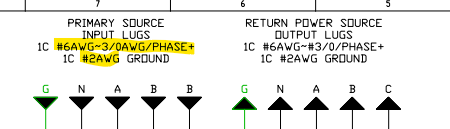 7 6 5
PRIMARY SOURCE
INPUT LUGS
1C #6AWG~3/0AWG/PHASE+
1C #2AWG GROUND
RETURN POWER SOURCE
OUTPUT LUGS
1C #6AWG~#3/0/PHASE+
1C #2AWG GROUND
G N A B B
G N A B C